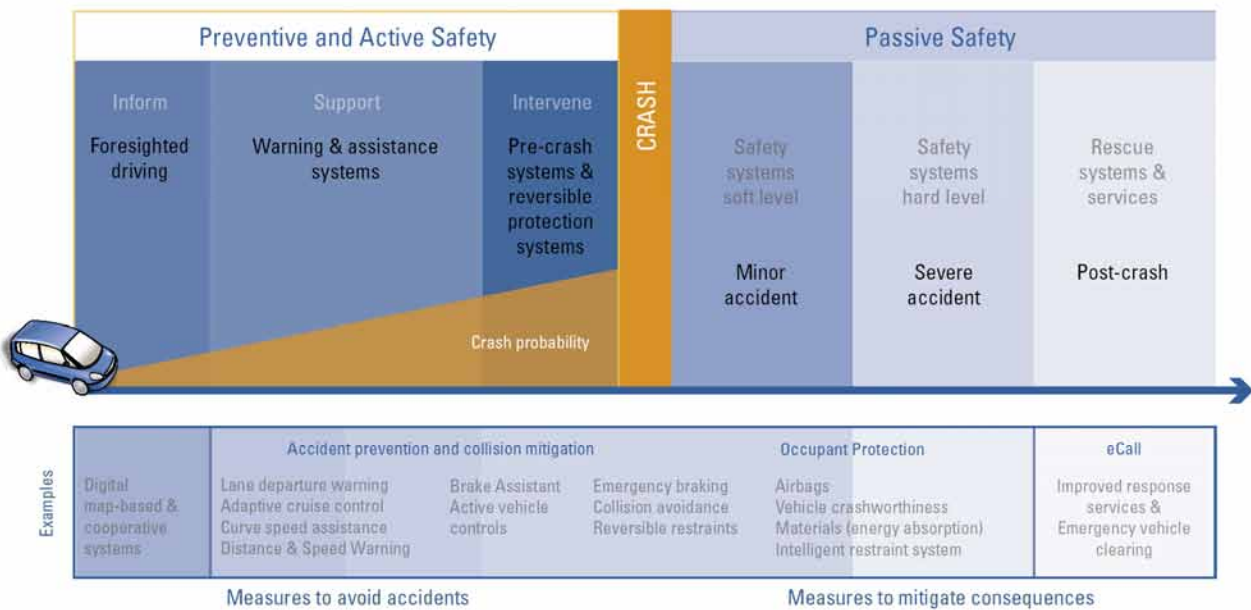 Preventive and Active Safety
Passive Safety
Inform
Foresighted
driving
Support
Warning & assistance
systems
Intervene
Pre-crash
systems &
reversible
protection
systems
Crash probability
CRASH
Safety
systems
soft level
Minor
accident
Safety
systems
hard level
Severe
accident
Rescue
systems &
services
Post-crash
Examples
Digital
map-based &
cooperative
systems
Accident prevention and collision mitigation
Lane departure warning
Adaptive cruise control
Curve speed assistance
Distance & Speed Warning
Brake Assistant
Active vehicle
controls
Emergency braking
Collision avoidance
Reversible restraints
Occupant Protection
Airbags
Vehicle crashworthiness
Materials (energy absorption)
Intelligent restraint system
eCall
Improved response
services &
Emergency vehicle
clearing
Measures to avoid accidents
Measures to mitigate consequences